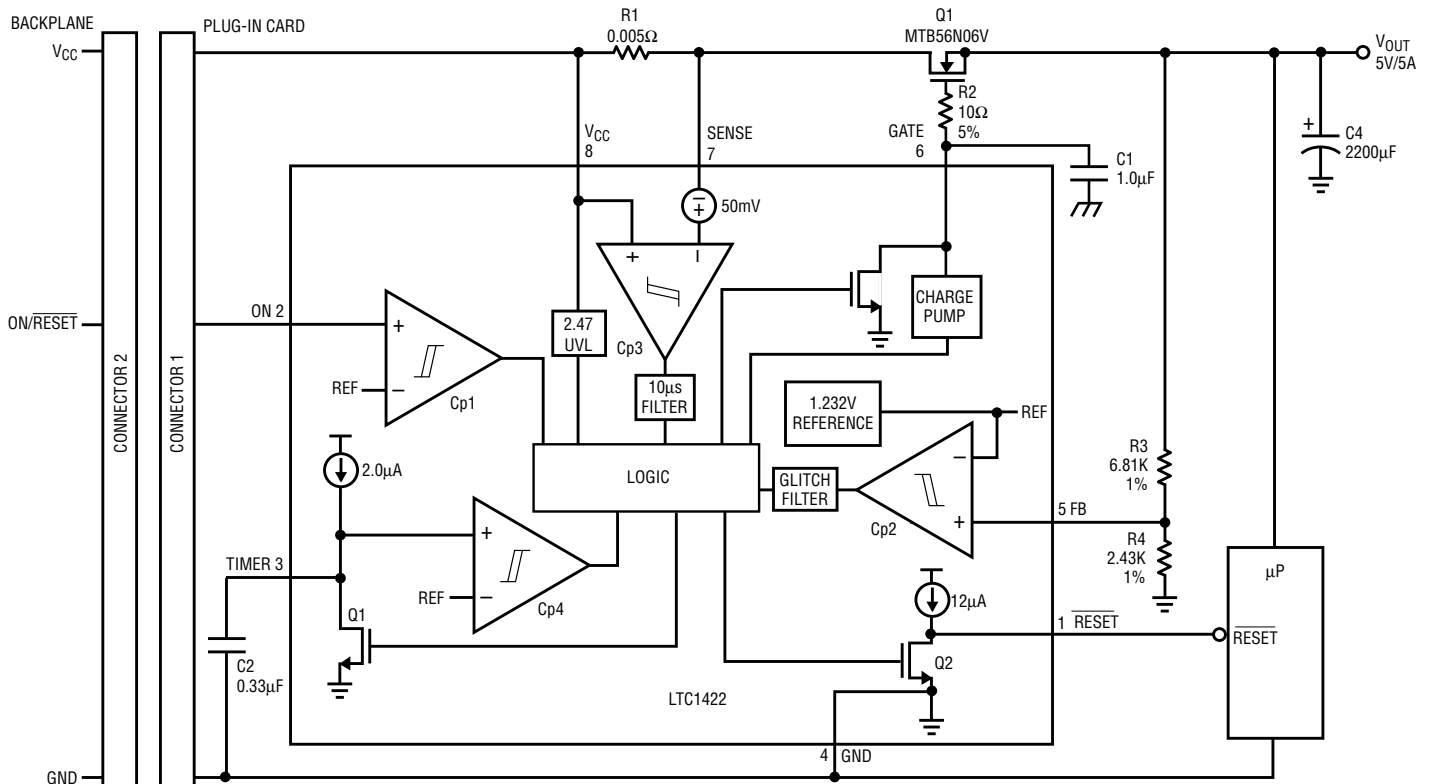 BACKPLANE
V_CC
ON/RESET
GND
CONNECTOR 2
CONNECTOR 1
PLUG-IN CARD
R1
0.005Ω
Q1
MTB56N06V
V_OUT
5V/5A
R2
10Ω
5%
C4
2200µF
+
V_CC
8
SENSE
7
GATE
6
C1
1.0µF
–
+
50mV
+
–
ON 2
+
REF
–
Cp1
2.47
UVL
Cp3
10µs
FILTER
CHARGE
PUMP
1.232V
REFERENCE
REF
R3
6.81K
1%
2.0µA
LOGIC
GLITCH
FILTER
–
+
Cp2
5 FB
R4
2.43K
1%
µP
TIMER 3
+
REF
–
Cp4
Q1
C2
0.33µF
12µA
1 RESET
RESET
Q2
LTC1422
4 GND